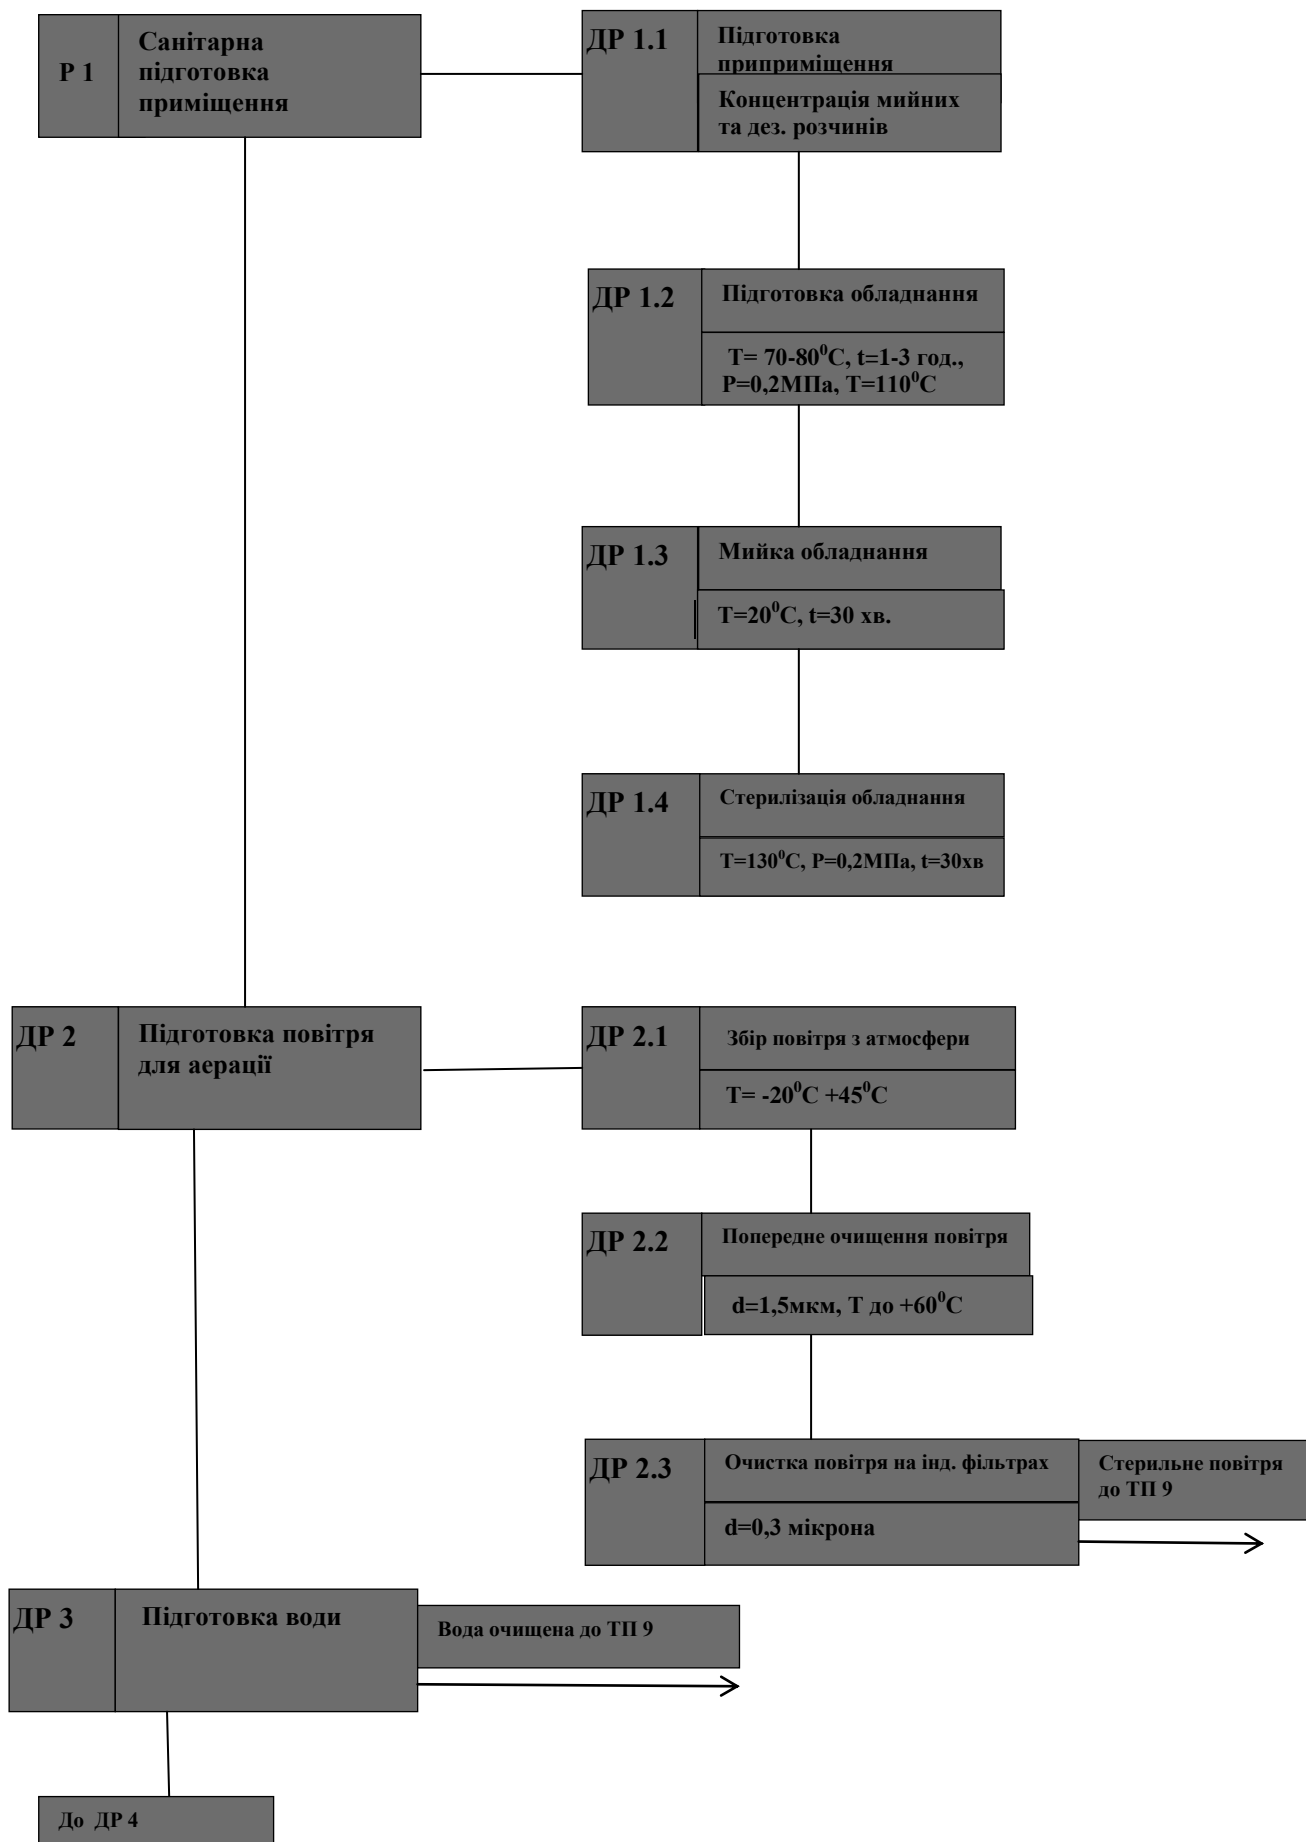 Р 1
Санітарна
підготовка
приміщення
ДР 1.1
Підготовка
приприміщення
Концентрація мийних
та дез. розчинів
ДР 1.2
Підготовка обладнання
Т= 70-80⁰С, t=1-3 год.,
Р=0,2МПа, Т=110⁰С
ДР 1.3
Мийка обладнання
Т=20⁰С, t=30 хв.
ДР 1.4
Стерилізація обладнання
Т=130⁰С, Р=0,2МПа, t=30хв
ДР 2
Підготовка повітря
для аерації
ДР 2.1
Збір повітря з атмосфери
Т= -20⁰С +45⁰С
ДР 2.2
Попередне очищення повітря
d=1,5мкм, Т до +60⁰С
ДР 2.3
Очистка повітря на інд. фільтрах
d=0,3 мікрона
Стерильне повітря
до ТП 9
ДР 3
Підготовка води
Вода очищена до ТП 9
До ДР 4